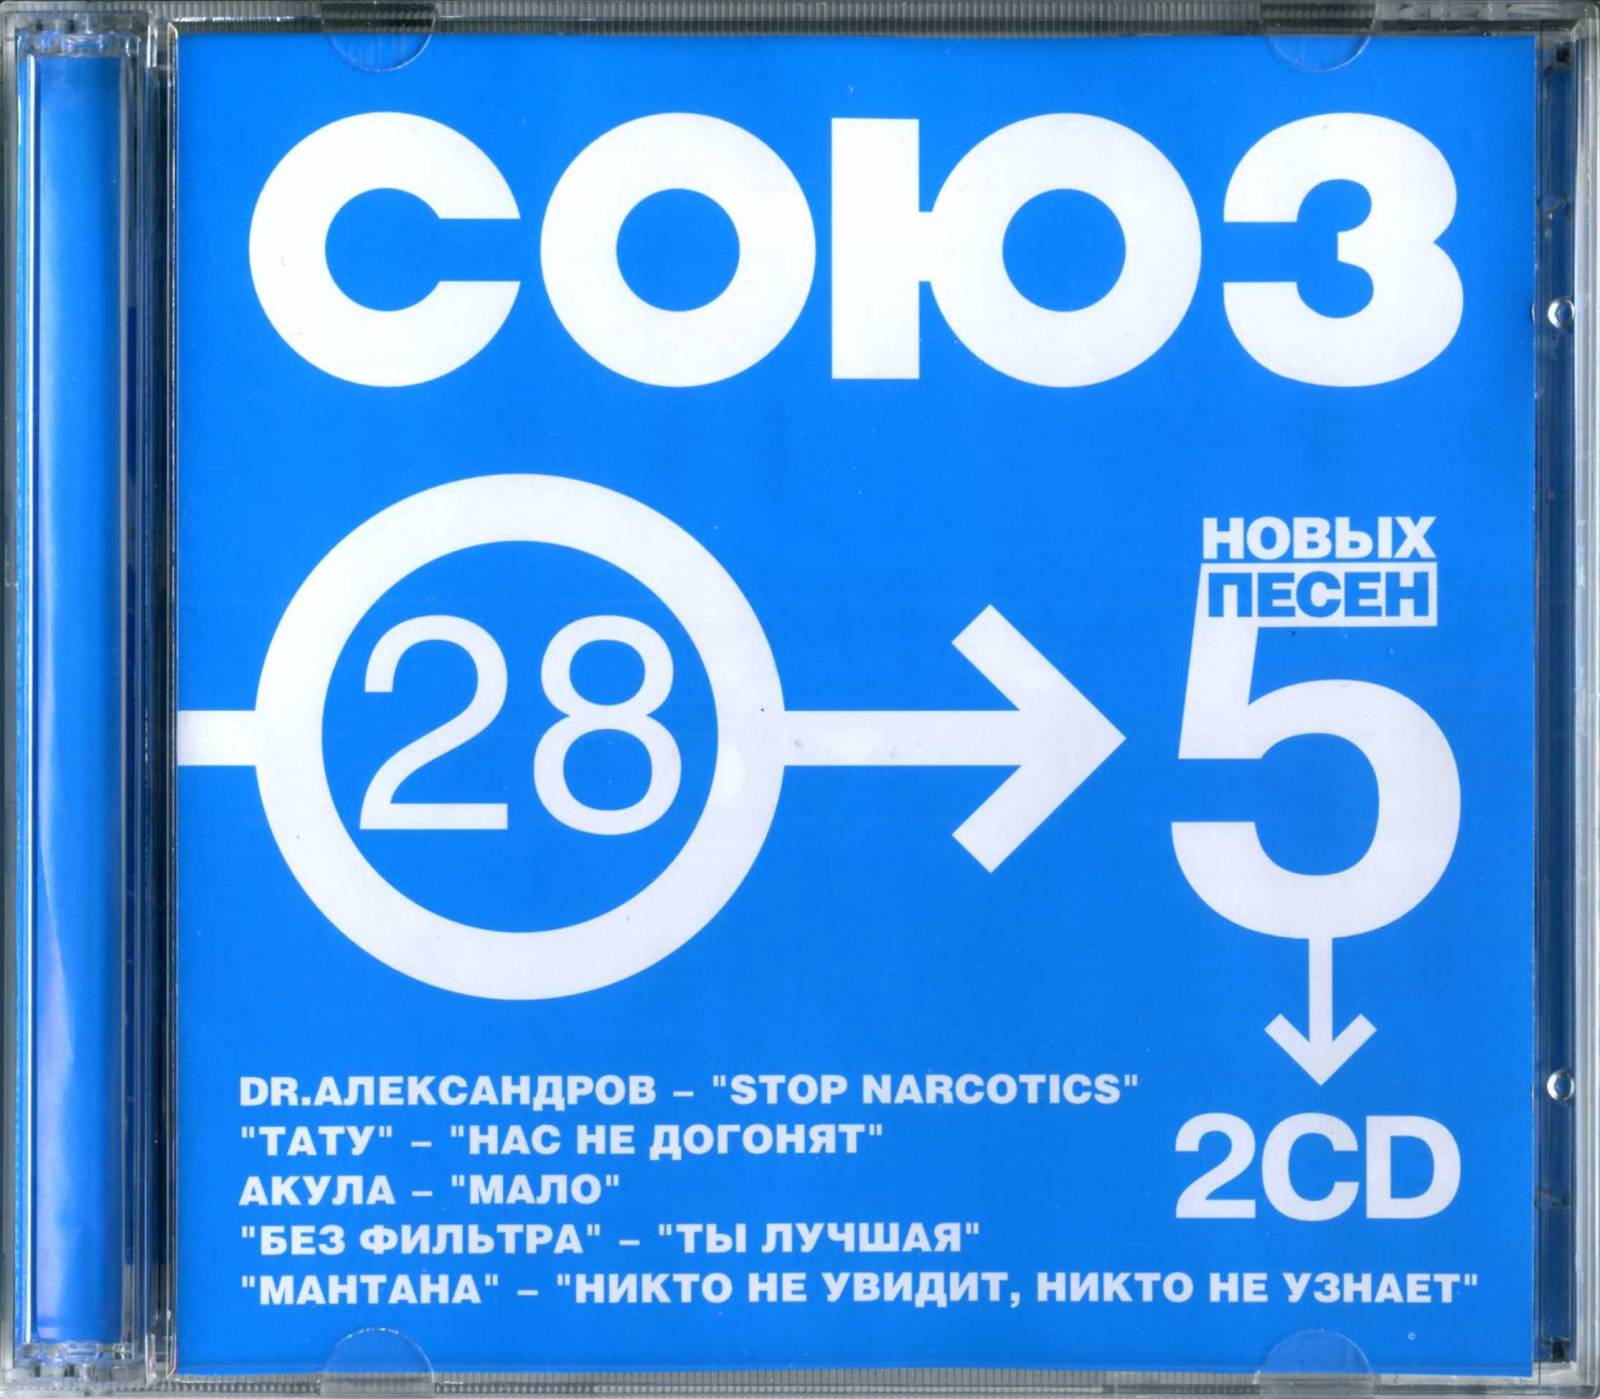 СОЮЗ
28
НОВЫХ
ПЕСЕН
5
2CD
DR.АЛЕКСАНДРОВ – "STOP NARCOTICS"
"ТАТУ" – "НАС НЕ ДОГОНЯТ"
АКУЛА – "МАЛО"
"БЕЗ ФИЛЬТРА" – "ТЫ ЛУЧШАЯ"
"МАНТАНА" – "НИКТО НЕ УВИДИТ, НИКТО НЕ УЗНАЕТ"